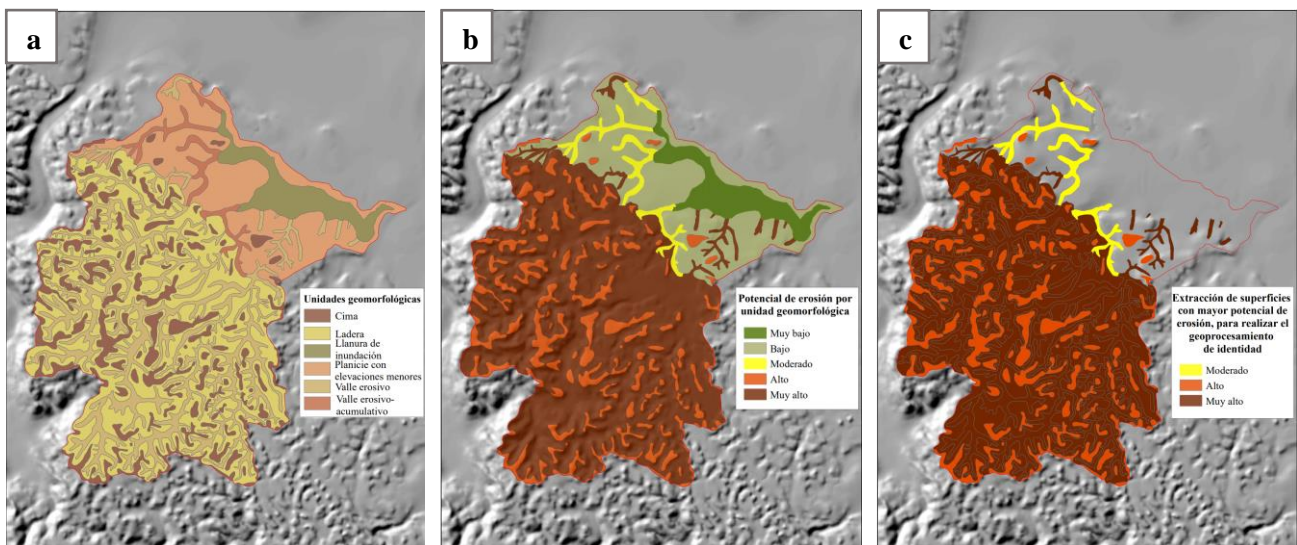 a
Unidades geomorfológicas
Cima
Ladera
Llanura de
inundación
Planicie con
elevaciones menores
Valle erosivo
Valle erosivo-
acumulativo
b
Potencial de erosión por
unidad geomorfológica
Muy bajo
Bajo
Moderado
Alto
Muy alto
c
Extracción de superficies
con mayor potencial de
erosión, para realizar el
geoprocesamiento
de identidad
Moderado
Alto
Muy alto